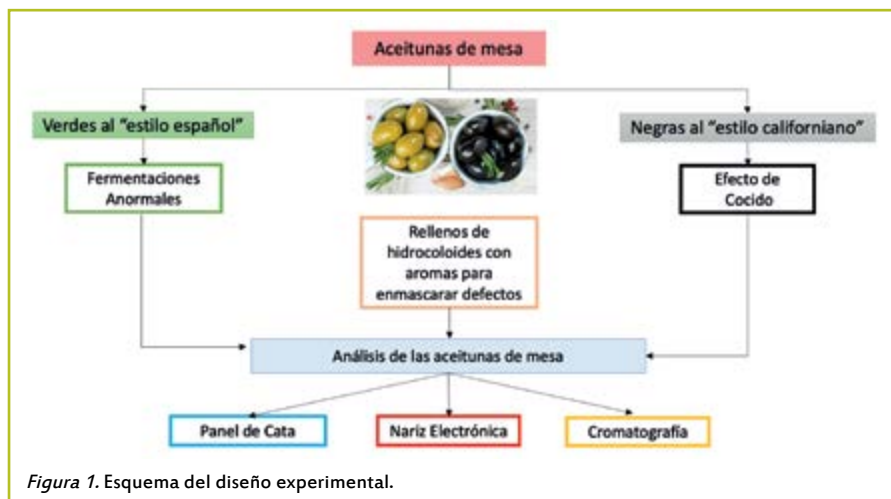 Aceitunas de mesa
Verdes al "estilo español"
Negras al "estilo californiano"
Fermentaciones
Anormales
Efecto de
Cocido
Rellenos de
hidrocoloides con
aromas para
enmascarar defectos
Análisis de las aceitunas de mesa
Panel de Cata
Nariz Electrónica
Cromatografía
Figura 1. Esquema del diseño experimental.